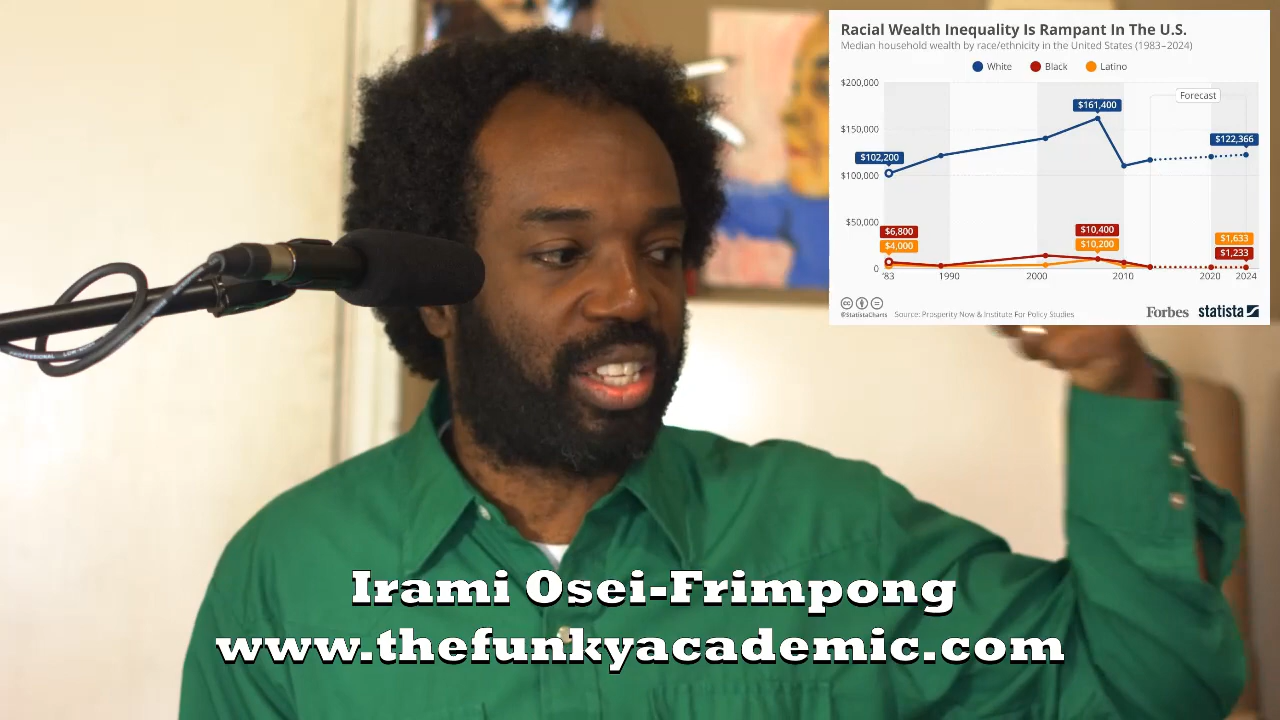 Racial Wealth Inequality Is Rampant In The U.S.
Median household wealth by race/ethnicity in the United States (1983–2024)
White Black Latino
$200,000
Forecast
$161,400
$150,000
$122,366
$102,200
$100,000
$50,000
$6,800
$10,400
$1,633
$4,000
$10,200
$1,233
0
'83 1990 2000 2010 2020 2024
@StatistaCharts Source: Prosperity Now & Institute For Policy Studies
Forbes statista
PROFESSIONAL LOW
Irami Osei-Frimpong
www.thefunkyacademic.com